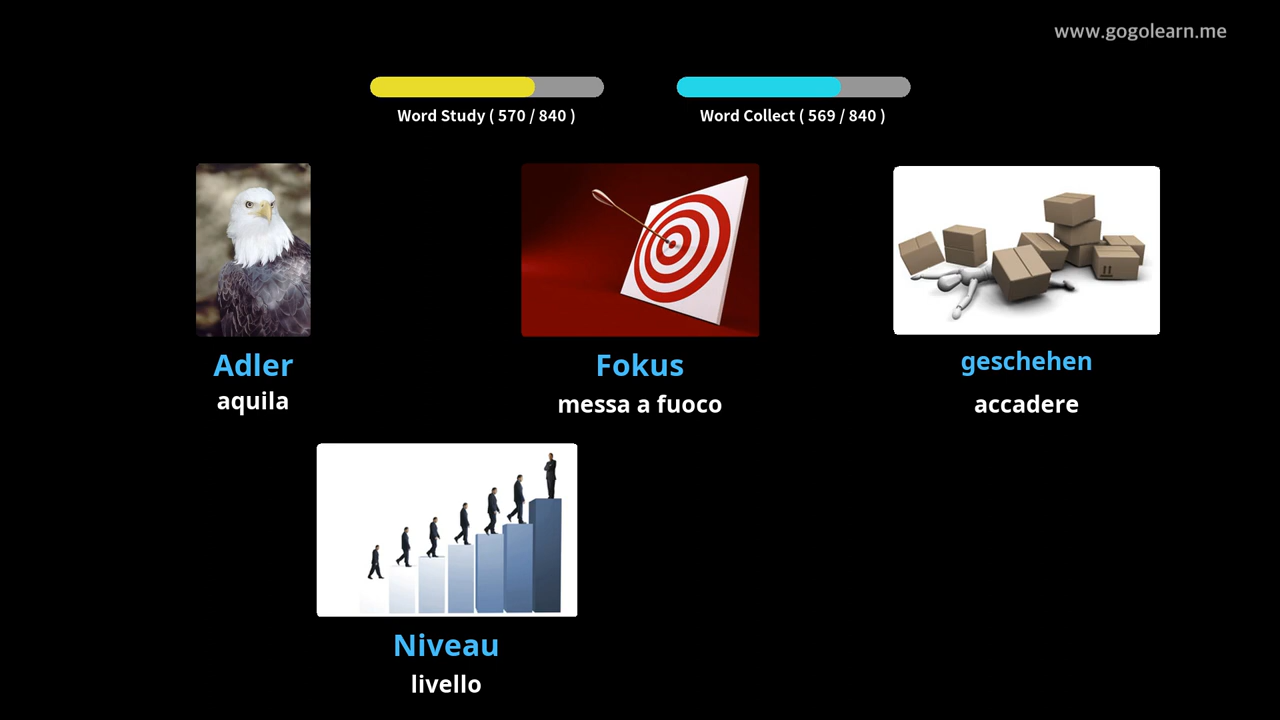 www.gogolearn.me
Word Study ( 570 / 840 )
Word Collect ( 569 / 840 )
Adler
aquila
Fokus
messa a fuoco
geschehen
accadere
Niveau
livello